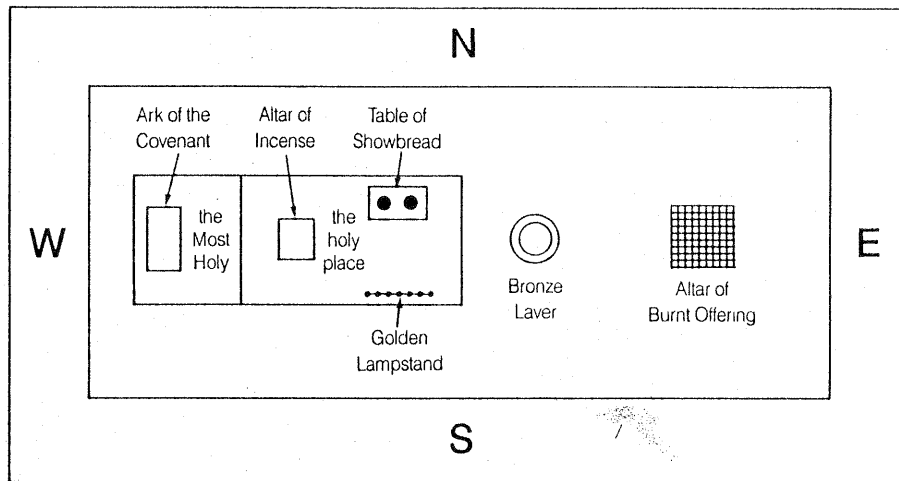 N
Ark of the
Covenant
Altar of
Incense
Table of
Showbread
W
the
Most
Holy
the
holy
place
E
Bronze
Laver
Altar of
Burnt Offering
Golden
Lampstand
S